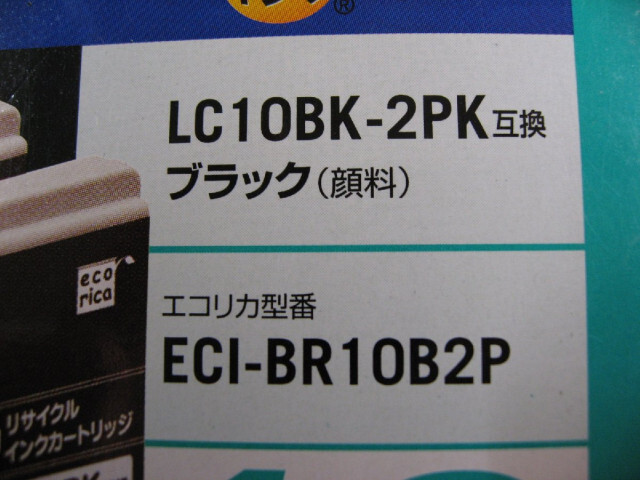 LC10BK-2PK互換
ブラック(顔料)
eco
rica
エコリカ型番
ECI-BR10B2P
リサイクル
インクカートリッジ